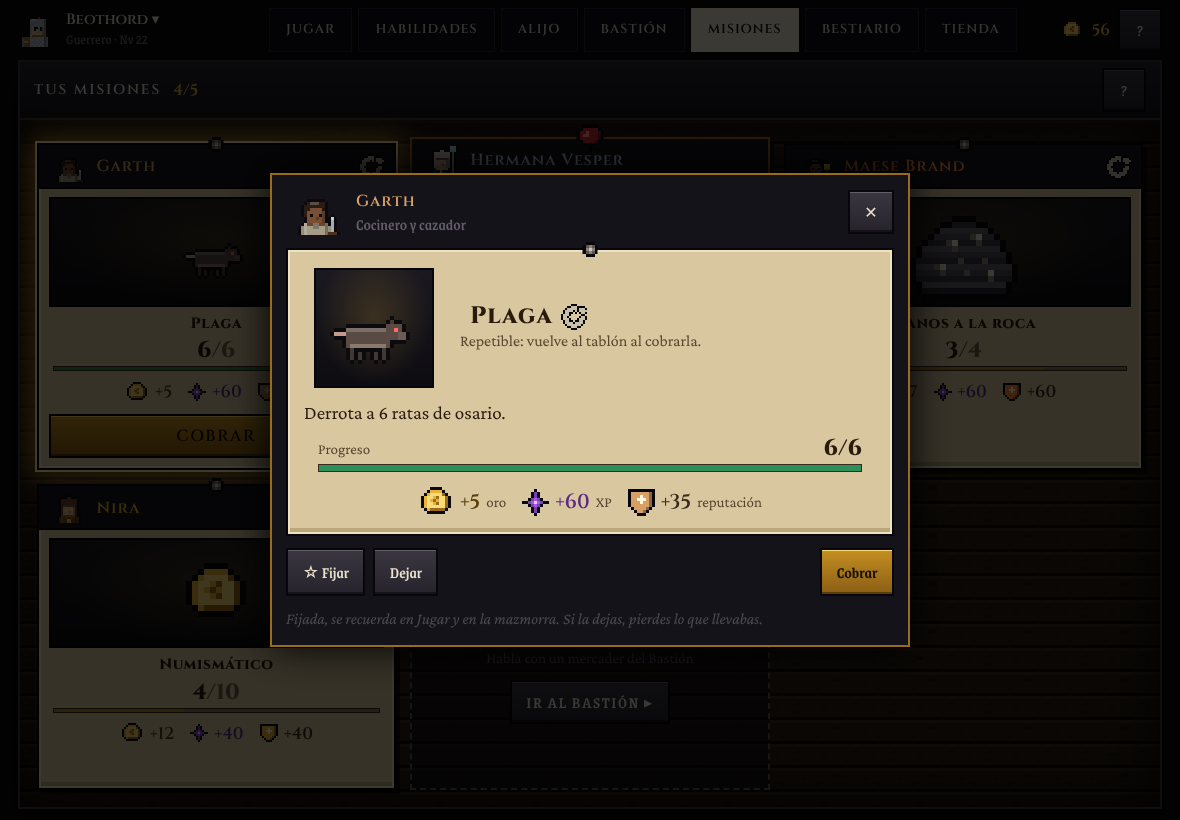 Beothord ▾
Guerrero · Nv 22
JUGAR
HABILIDADES
ALIJO
BASTIÓN
MISIONES
BESTIARIO
TIENDA
56
?
TUS MISIONES 4/5
?
Garth
Hermana Vesper
Maese Brand
Garth
Cocinero y cazador
×
Plaga
Repetible: vuelve al tablón al cobrarla.
Derrota a 6 ratas de osario.
Progreso
6/6
+5 oro +60 XP +35 reputación
☆ Fijar
Dejar
Cobrar
Fijada, se recuerda en Jugar y en la mazmorra. Si la dejas, pierdes lo que llevabas.
Plaga
6/6
+5 +60
COBRAR
a la roca
3/4
+60 +60
Nira
Numismático
4/10
+12 +40 +40
Habla con un mercader del Bastión
IR AL BASTIÓN ▸